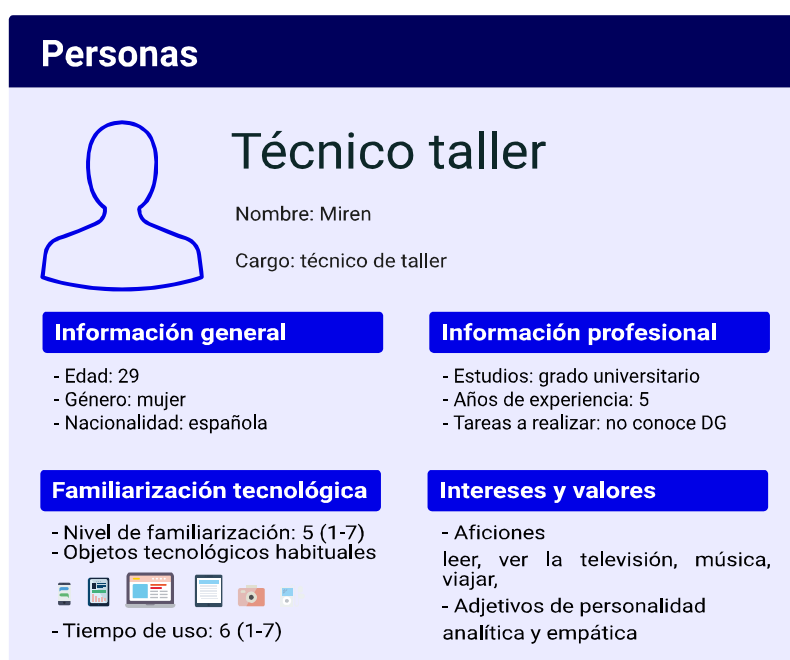 Personas
Técnico taller
Nombre: Miren
Cargo: técnico de taller
Información general
- Edad: 29
- Género: mujer
- Nacionalidad: española
Información profesional
- Estudios: grado universitario
- Años de experiencia: 5
- Tareas a realizar: no conoce DG
Familiarización tecnológica
- Nivel de familiarización: 5 (1-7)
- Objetos tecnológicos habituales
- Tiempo de uso: 6 (1-7)
Intereses y valores
- Aficiones
leer, ver la televisión, música,
viajar,
- Adjetivos de personalidad
analítica y empática